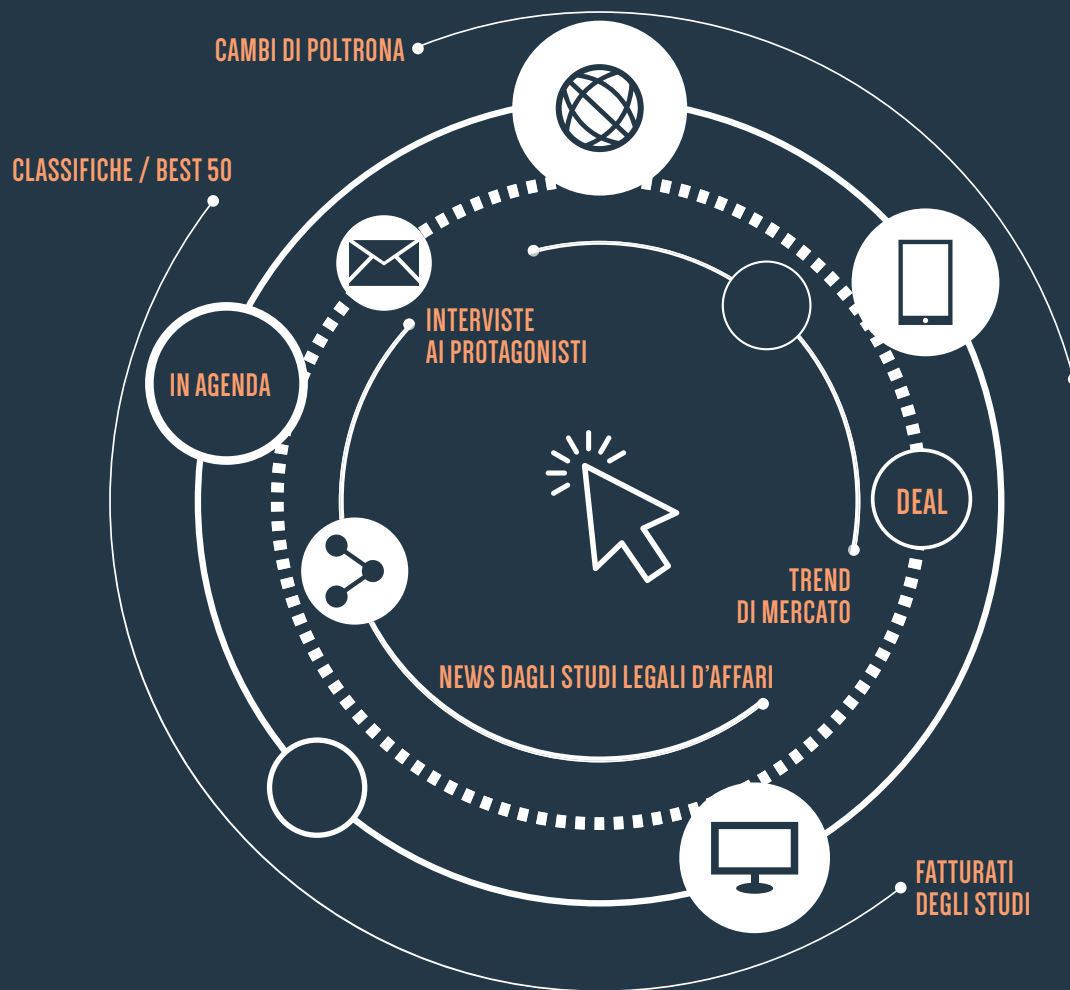 CAMBI DI POLTRONA
CLASSIFICHE / BEST 50
INTERVISTE
AI PROTAGONISTI
IN AGENDA
DEAL
TREND
DI MERCATO
NEWS DAGLI STUDI LEGALI D’AFFARI
FATTURATI
DEGLI STUDI